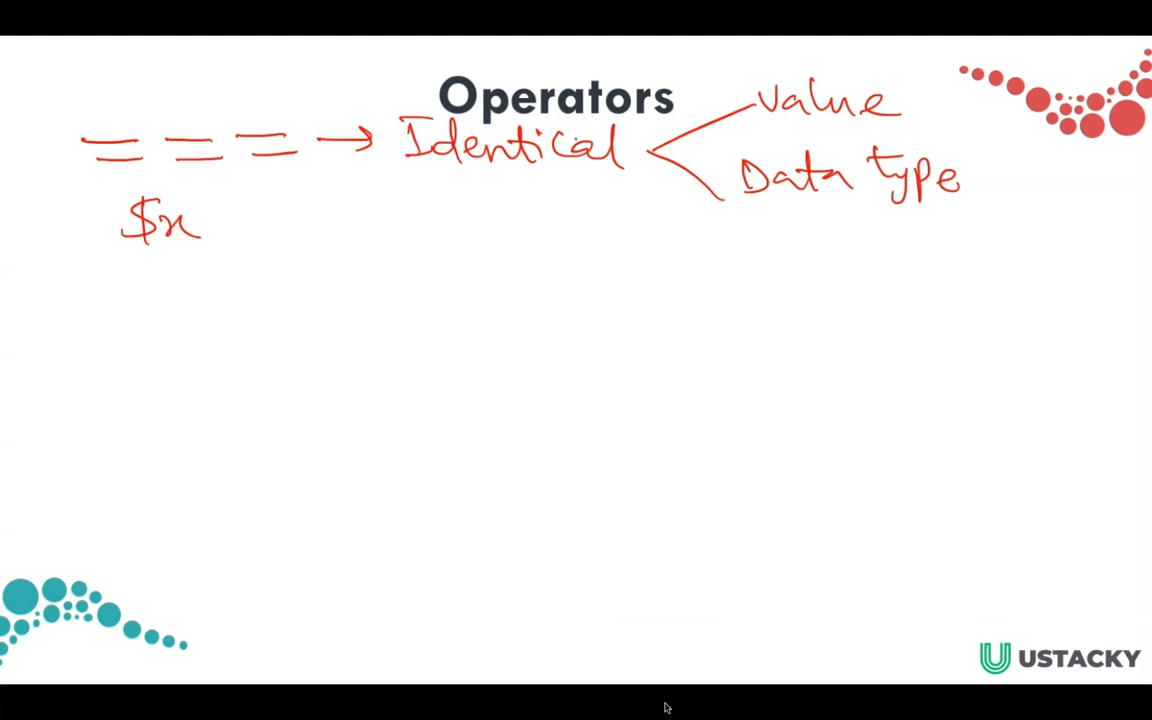 Operators
=== → Identical
value
Data type
$x
USTACKY